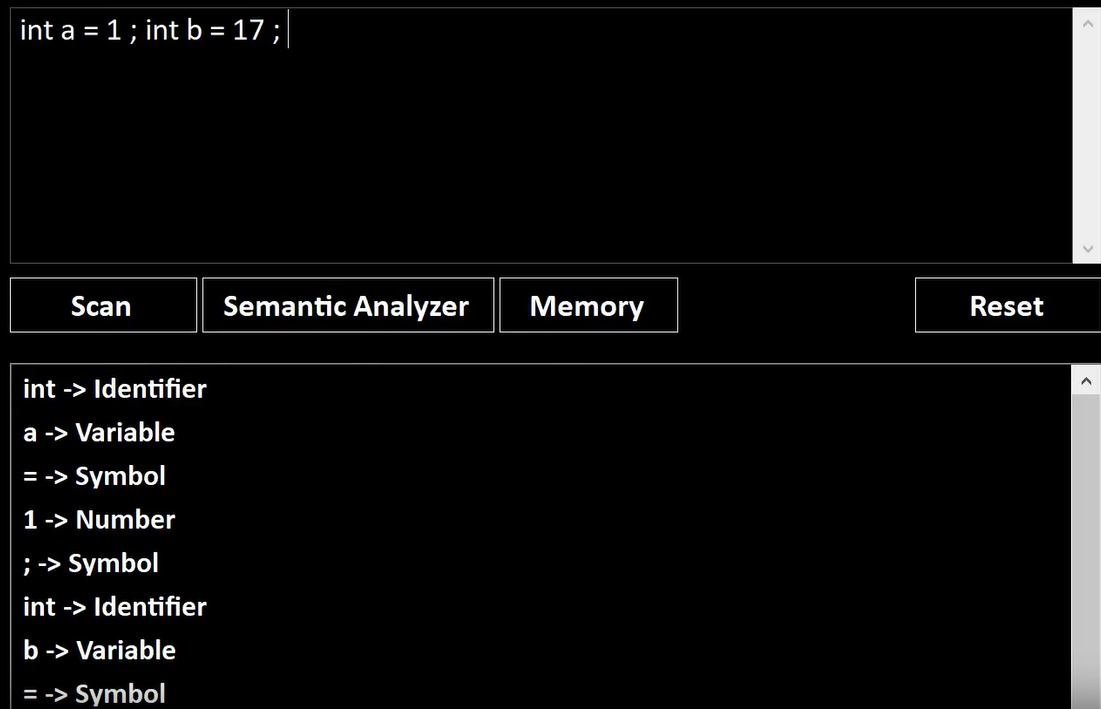 int a = 1 ; int b = 17 ;
Scan Semantic Analyzer Memory Reset
int -> Identifier
a -> Variable
= -> Symbol
1 -> Number
; -> Symbol
int -> Identifier
b -> Variable
= -> Symbol